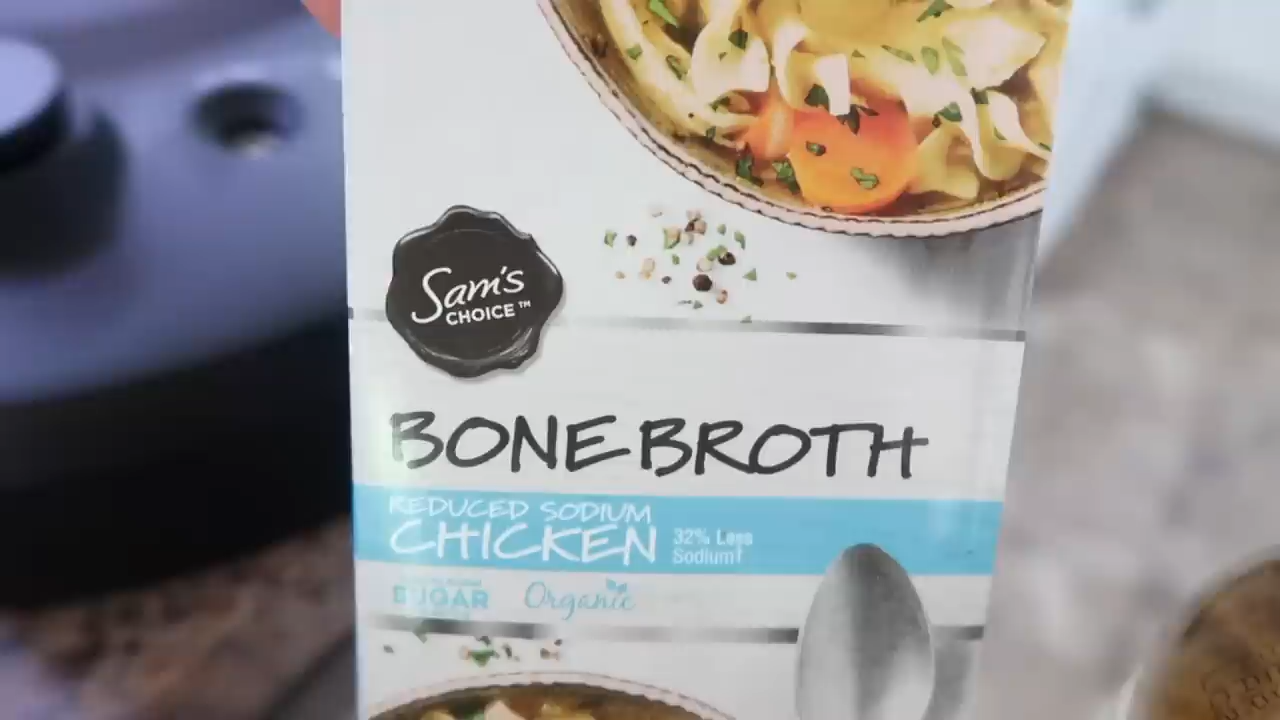 Sam's
CHOICE™
BONE BROTH
REDUCED SODIUM
CHICKEN
32% Less
Sodium†
SUGAR
Organic